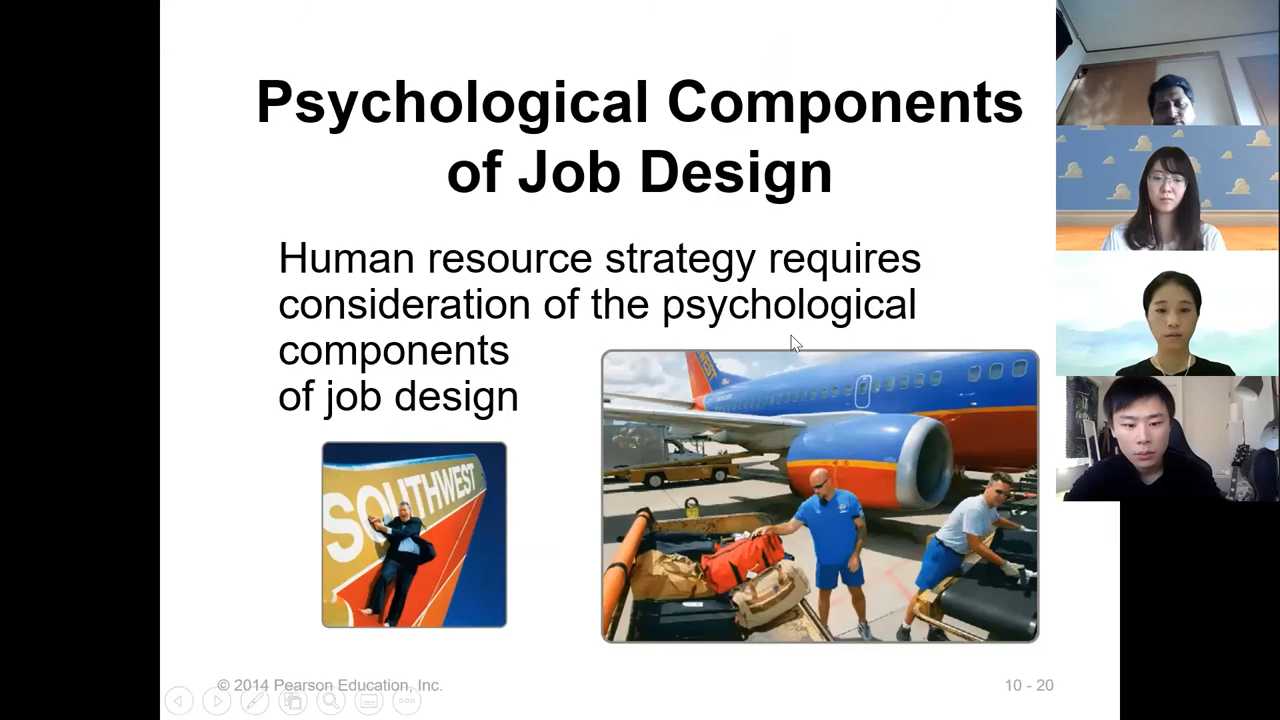 Psychological Components
of Job Design
Human resource strategy requires
consideration of the psychological
components
of job design
WEST
SOUTHWEST
© 2014 Pearson Education, Inc.
10 - 20